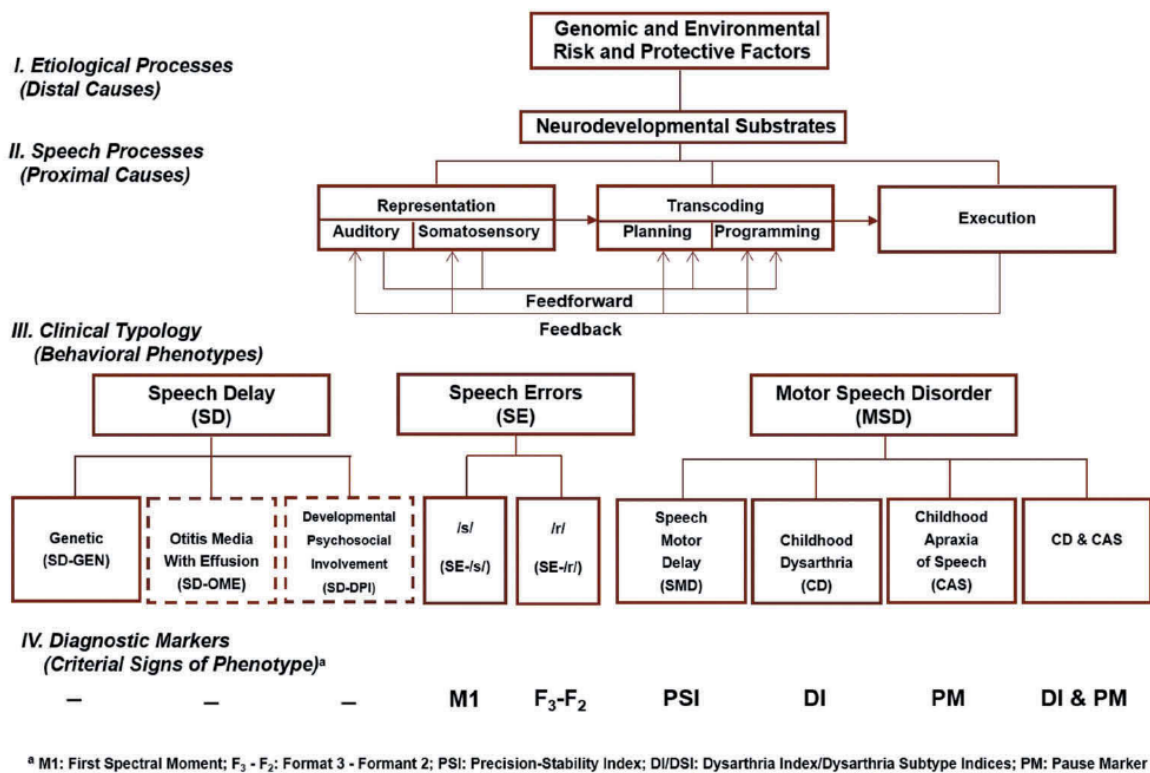 Genomic and Environmental
Risk and Protective Factors
I. Etiological Processes
(Distal Causes)
Neurodevelopmental Substrates
II. Speech Processes
(Proximal Causes)
Representation
Auditory
Somatosensory
Transcoding
Planning
Programming
Execution
Feedforward
Feedback
III. Clinical Typology
(Behavioral Phenotypes)
Speech Delay
(SD)
Speech Errors
(SE)
Motor Speech Disorder
(MSD)
Genetic
(SD-GEN)
Otitis Media
With Effusion
(SD-OME)
Developmental
Psychosocial
Involvement
(SD-DPI)
/s/
(SE-/s/)
/r/
(SE-/r/)
Speech
Motor
Delay
(SMD)
Childhood
Dysarthria
(CD)
Childhood
Apraxia
of Speech
(CAS)
CD & CAS
IV. Diagnostic Markers
(Criterial Signs of Phenotype)ᵃ
– – – M1 F₃-F₂ PSI DI PM DI & PM
ᵃ M1: First Spectral Moment; F₃ - F₂: Format 3 - Formant 2; PSI: Precision-Stability Index; DI/DSI: Dysarthria Index/Dysarthria Subtype Indices; PM: Pause Marker